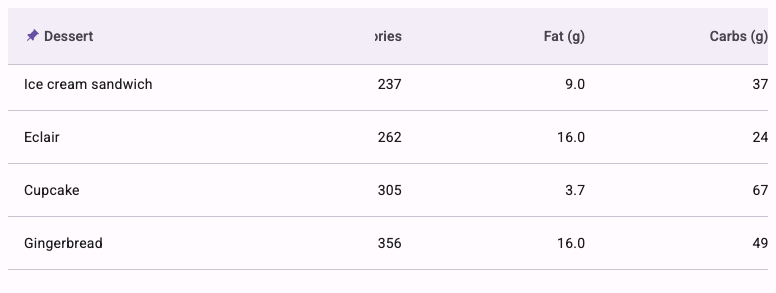 Dessert ories Fat (g) Carbs (g)
Ice cream sandwich 237 9.0 37
Eclair 262 16.0 24
Cupcake 305 3.7 67
Gingerbread 356 16.0 49